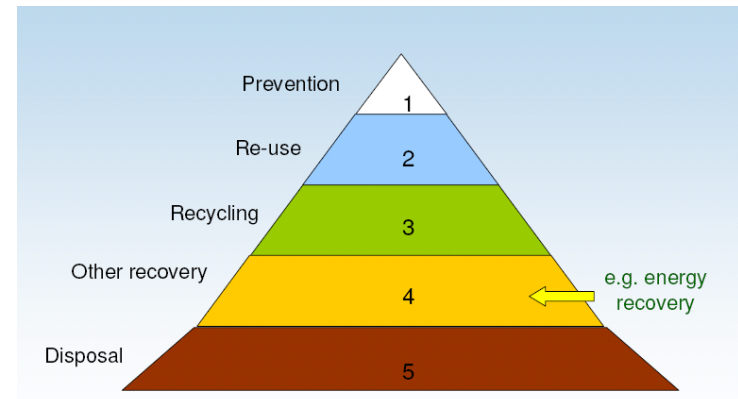 Prevention
1
Re-use
2
Recycling
3
Other recovery
4
e.g. energy
recovery
Disposal
5